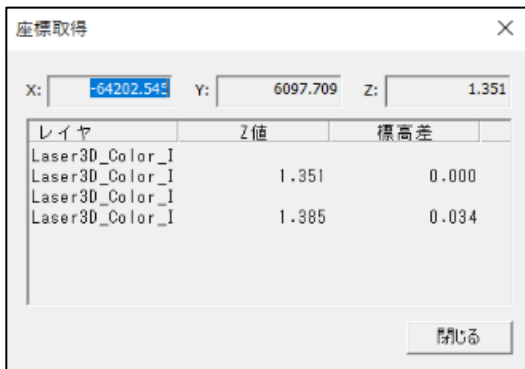 座標取得
X: -64202.545 Y: 6097.709 Z: 1.351
レイヤ Z値 標高差
Laser3D_Color_I
Laser3D_Color_I 1.351 0.000
Laser3D_Color_I
Laser3D_Color_I 1.385 0.034
閉じる